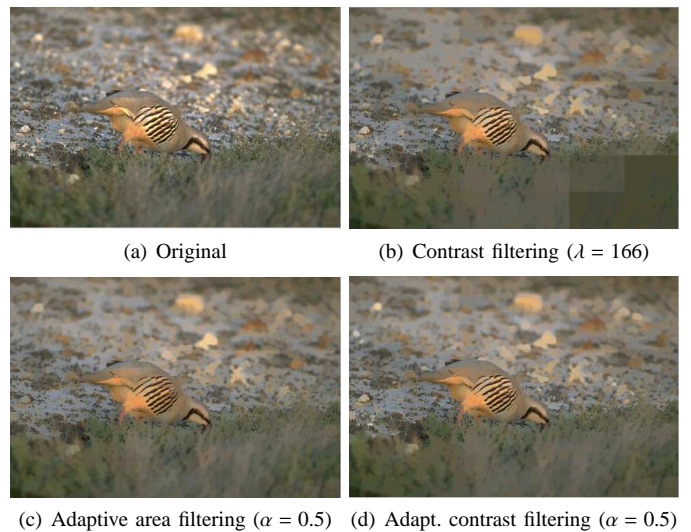 (a) Original
(b) Contrast filtering (λ = 166)
(c) Adaptive area filtering (α = 0.5)
(d) Adapt. contrast filtering (α = 0.5)